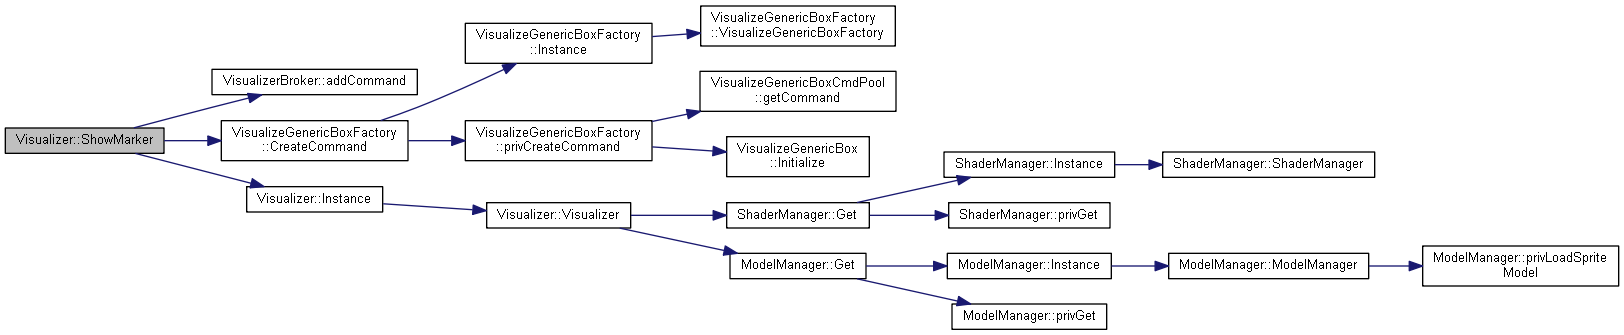 Visualizer::ShowMarker
VisualizerBroker::addCommand
VisualizeGenericBoxFactory
::CreateCommand
Visualizer::Instance
VisualizeGenericBoxFactory
::Instance
VisualizeGenericBoxFactory
::privCreateCommand
Visualizer::Visualizer
VisualizeGenericBoxFactory
::VisualizeGenericBoxFactory
VisualizeGenericBoxCmdPool
::getCommand
VisualizeGenericBox
::Initialize
ShaderManager::Get
ModelManager::Get
ShaderManager::Instance
ShaderManager::privGet
ModelManager::Instance
ModelManager::privGet
ShaderManager::ShaderManager
ModelManager::ModelManager
ModelManager::privLoadSprite
Model